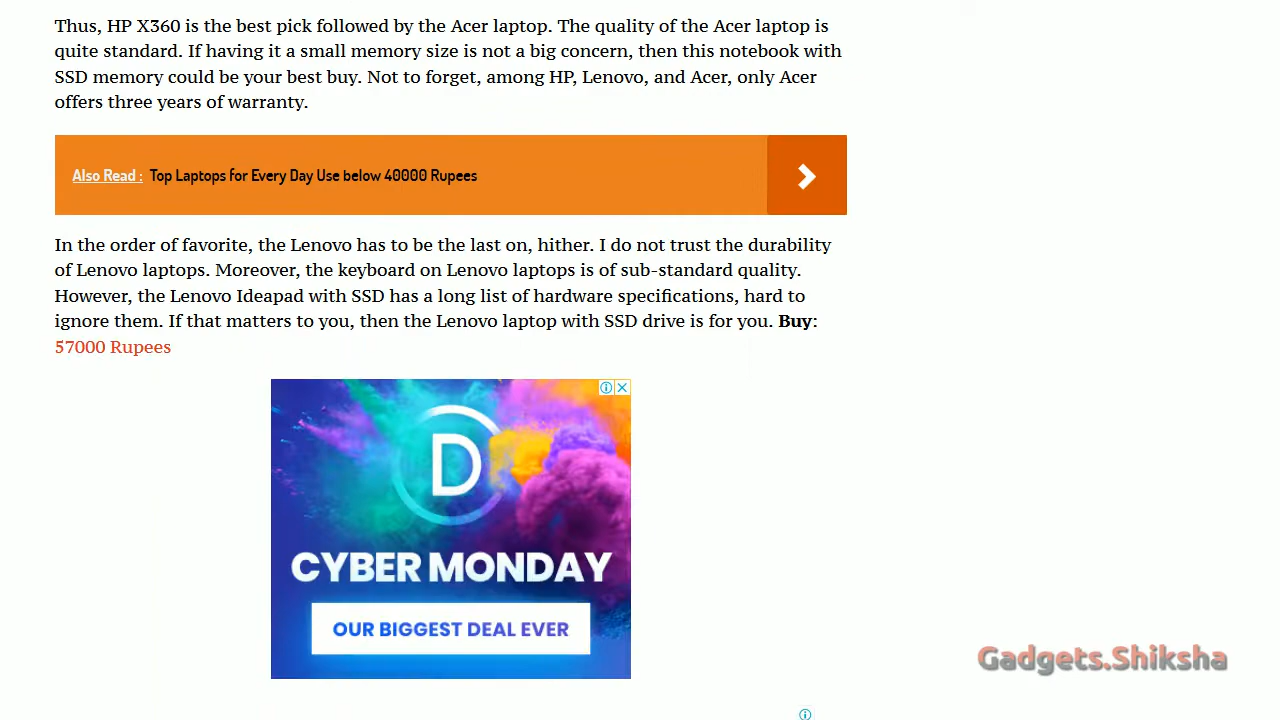 Thus, HP X360 is the best pick followed by the Acer laptop. The quality of the Acer laptop is
quite standard. If having it a small memory size is not a big concern, then this notebook with
SSD memory could be your best buy. Not to forget, among HP, Lenovo, and Acer, only Acer
offers three years of warranty.
Also Read : Top Laptops for Every Day Use below 40000 Rupees
In the order of favorite, the Lenovo has to be the last on, hither. I do not trust the durability
of Lenovo laptops. Moreover, the keyboard on Lenovo laptops is of sub-standard quality.
However, the Lenovo Ideapad with SSD has a long list of hardware specifications, hard to
ignore them. If that matters to you, then the Lenovo laptop with SSD drive is for you. Buy:
57000 Rupees
D
CYBER MONDAY
OUR BIGGEST DEAL EVER
Gadgets.Shiksha